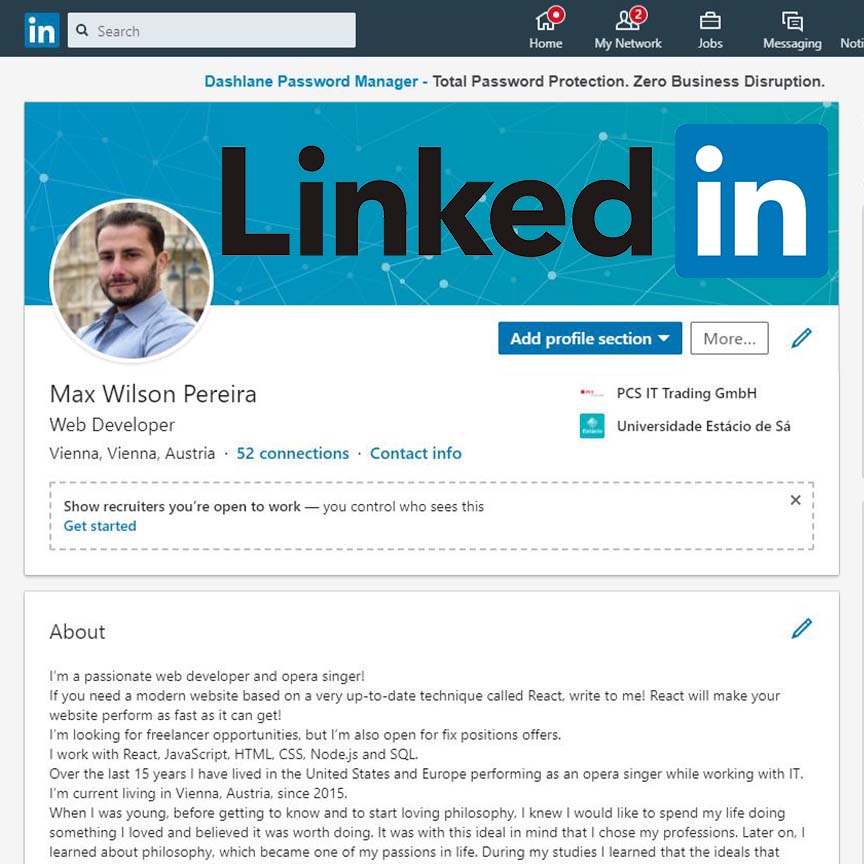 in
Search
Home
2
My Network
Jobs
Messaging
Noti
Dashlane Password Manager - Total Password Protection. Zero Business Disruption.
Linked in
Add profile section
More...
Max Wilson Pereira
PCS IT Trading GmbH
Web Developer
Universidade Estácio de Sá
Vienna, Vienna, Austria · 52 connections · Contact info
Show recruiters you're open to work — you control who sees this
Get started
About
I'm a passionate web developer and opera singer!
If you need a modern website based on a very up-to-date technique called React, write to me! React will make your
website perform as fast as it can get!
I'm looking for freelancer opportunities, but I'm also open for fix positions offers.
I work with React, JavaScript, HTML, CSS, Node.js and SQL.
Over the last 15 years I have lived in the United States and Europe performing as an opera singer while working with IT.
I'm current living in Vienna, Austria, since 2015.
When I was young, before getting to know and to start loving philosophy, I knew I would like to spend my life doing
something I loved and believed it was worth doing. It was with this ideal in mind that I chose my professions. Later on, I
learned about philosophy, which became one of my passions in life. During my studies I learned that the ideals that